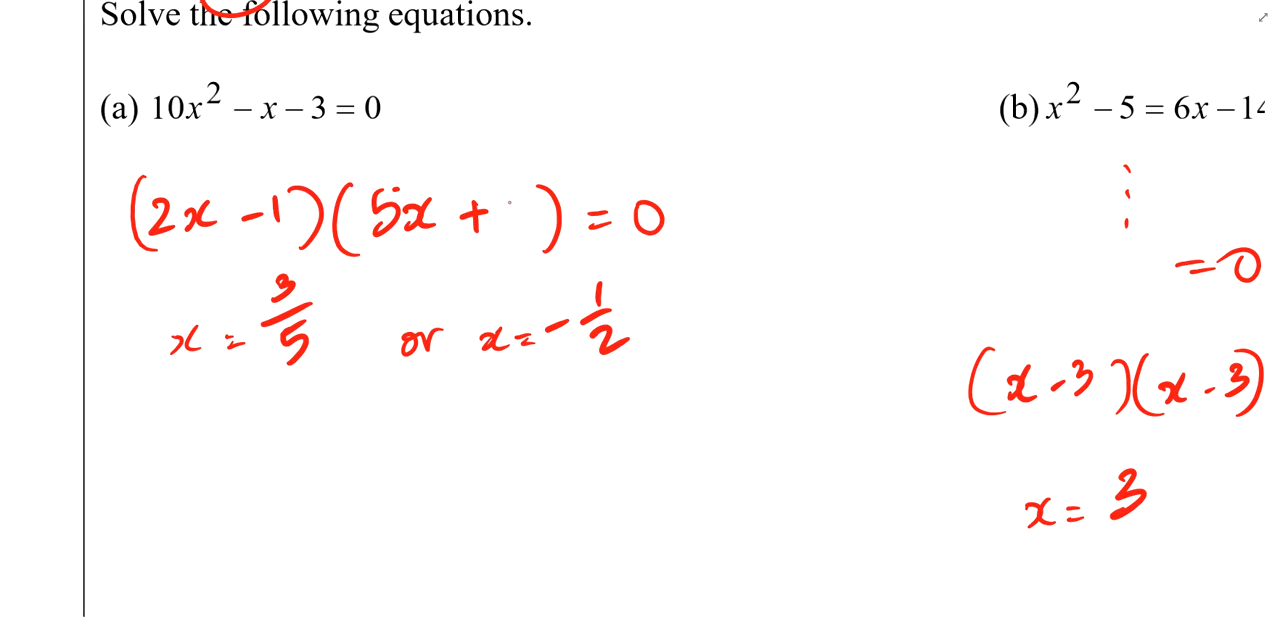 Solve the following equations.
(a) 10x² – x – 3 = 0
(b) x² – 5 = 6x – 14
(2x - 1)(5x +   ) = 0
⋮
= 0
x = 3/5 or x = - 1/2
(x - 3)(x - 3)
x = 3